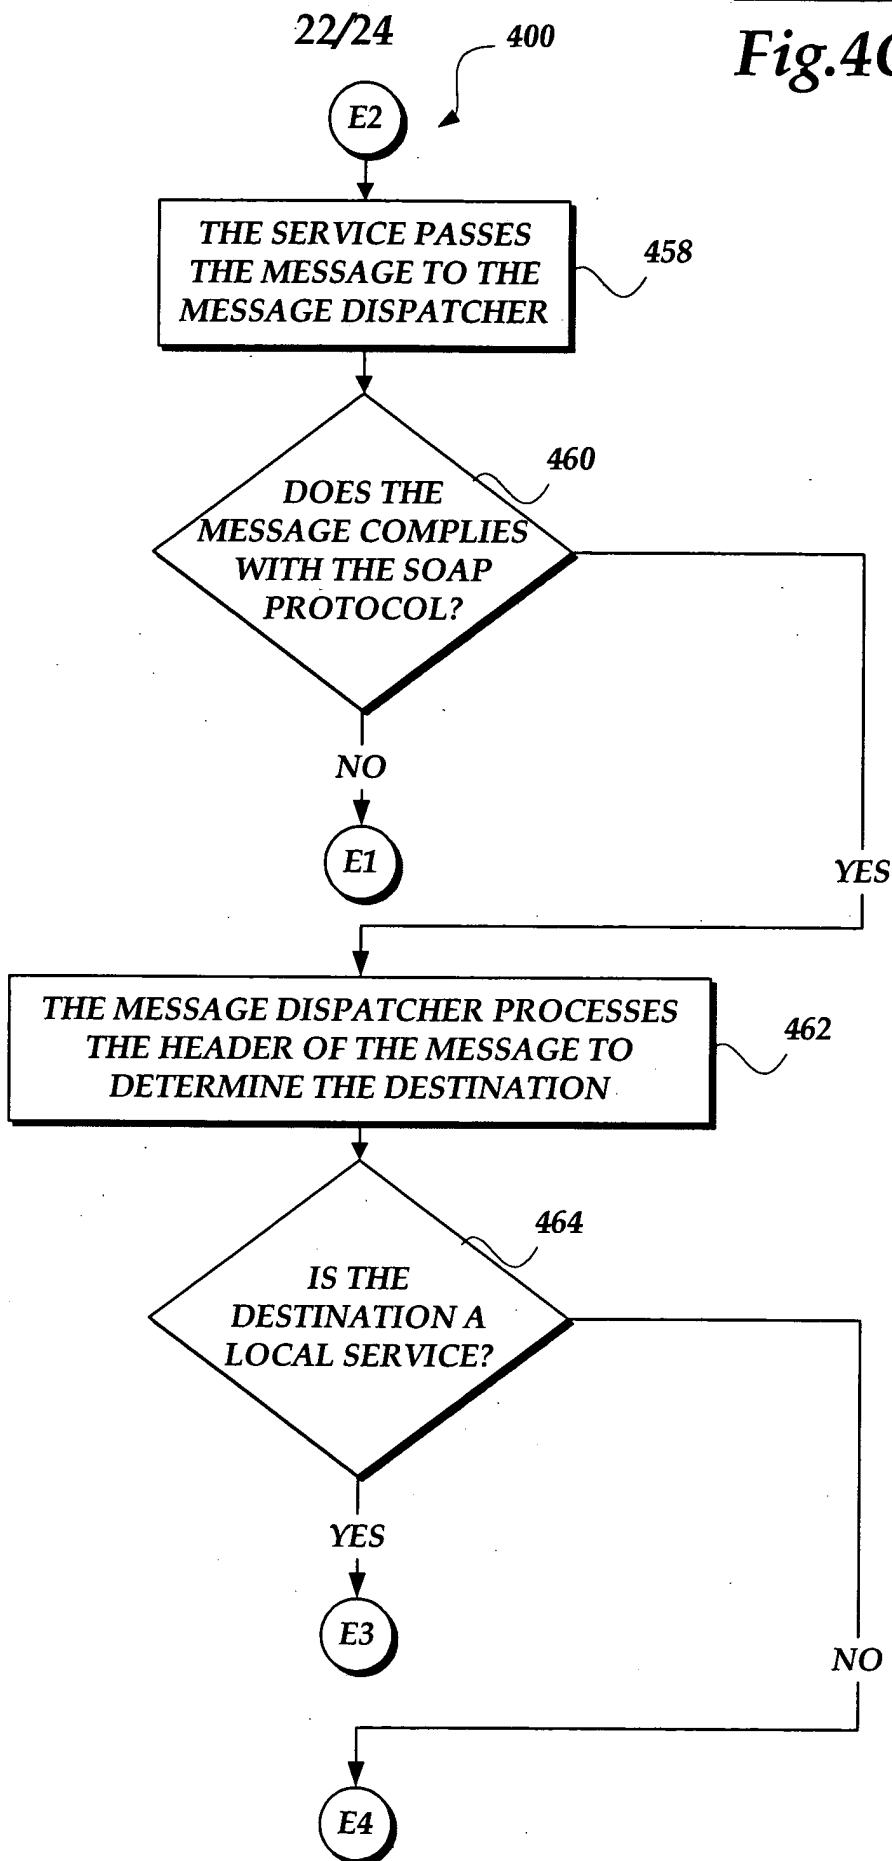 22/24
400
Fig.4
E2
THE SERVICE PASSES
THE MESSAGE TO THE
MESSAGE DISPATCHER
458
460
DOES THE
MESSAGE COMPLIES
WITH THE SOAP
PROTOCOL?
NO
E1
YES
THE MESSAGE DISPATCHER PROCESSES
THE HEADER OF THE MESSAGE TO
DETERMINE THE DESTINATION
462
464
IS THE
DESTINATION A
LOCAL SERVICE?
YES
E3
NO
E4